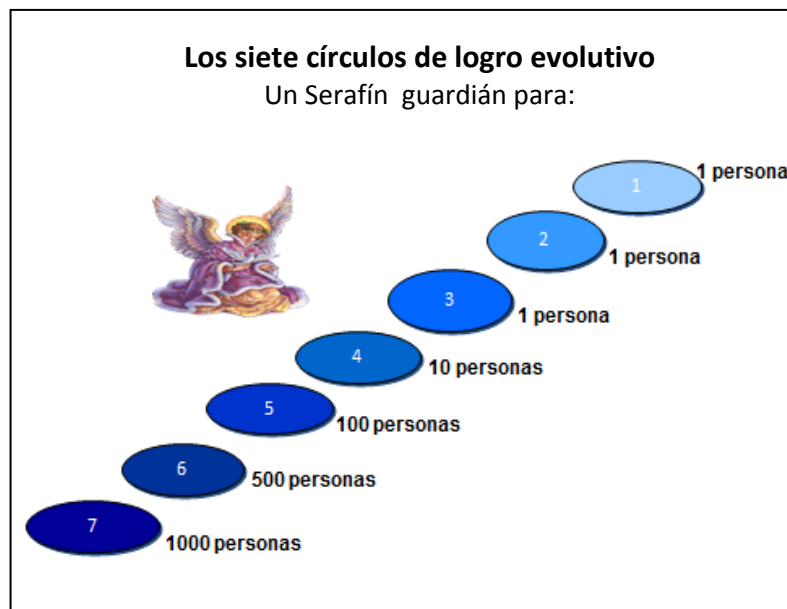 Los siete círculos de logro evolutivo
Un Serafín guardián para:
1
1 persona
2
1 persona
3
1 persona
4
10 personas
5
100 personas
6
500 personas
7
1000 personas